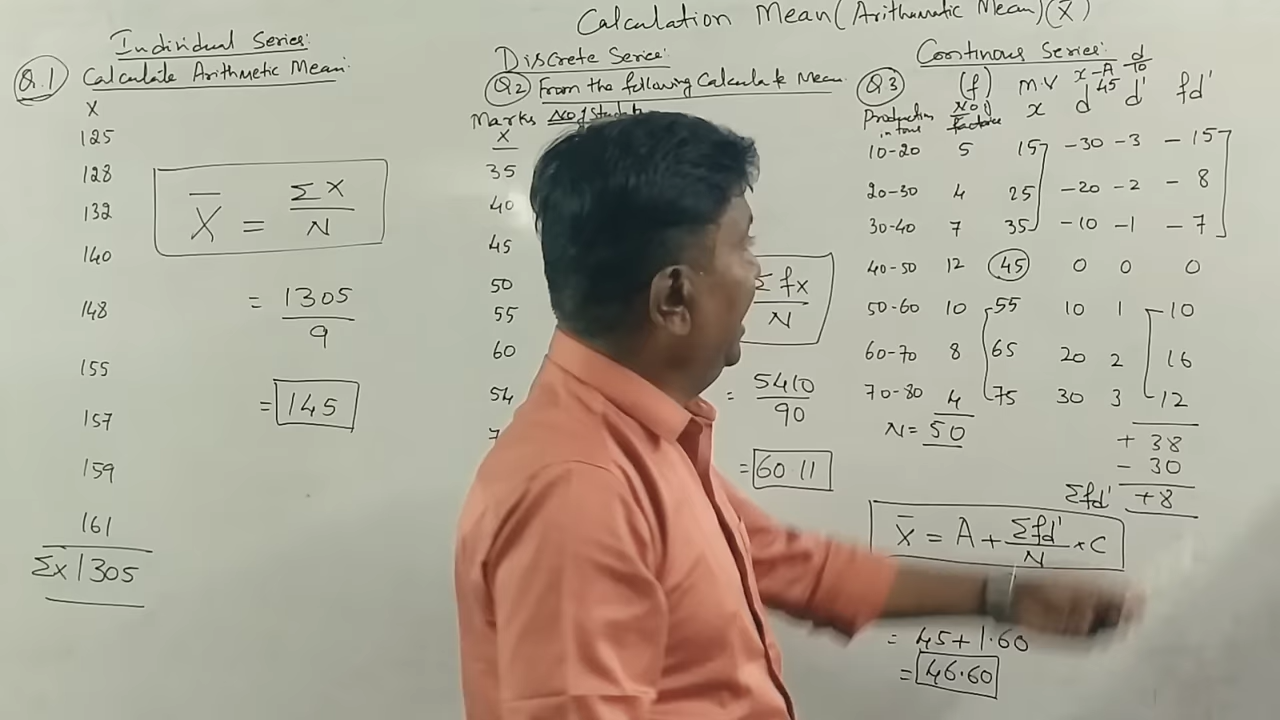 Calculation Mean (Arithamatic Mean) (X̄)
Individual Series:
Q.1 Calculate Arithmetic Mean:
X
125
128
132
140
148
155
157
159
161
Σx 1305
X̄ = ΣX / N
= 1305 / 9
= 145
Discrete Series:
Q2) From the following Calculate Mean.
Marks No of Students
X
35
40
45
50
55
60
54
Σfx / N
= 5410 / 90
= 60.11
Continous Series:
Q3
Production in tons (f) No of factories M.V x x-A d 45 d/10 d' fd'
10-20 5 15 -30 -3 -15
20-30 4 25 -20 -2 -8
30-40 7 35 -10 -1 -7
40-50 12 45 0 0 0
50-60 10 55 10 1 10
60-70 8 65 20 2 16
70-80 4 75 30 3 12
N= 50
+ 38
- 30
Σfd' +8
X̄ = A + Σfd' / N × C
= 45 + 1.60
= 46.60